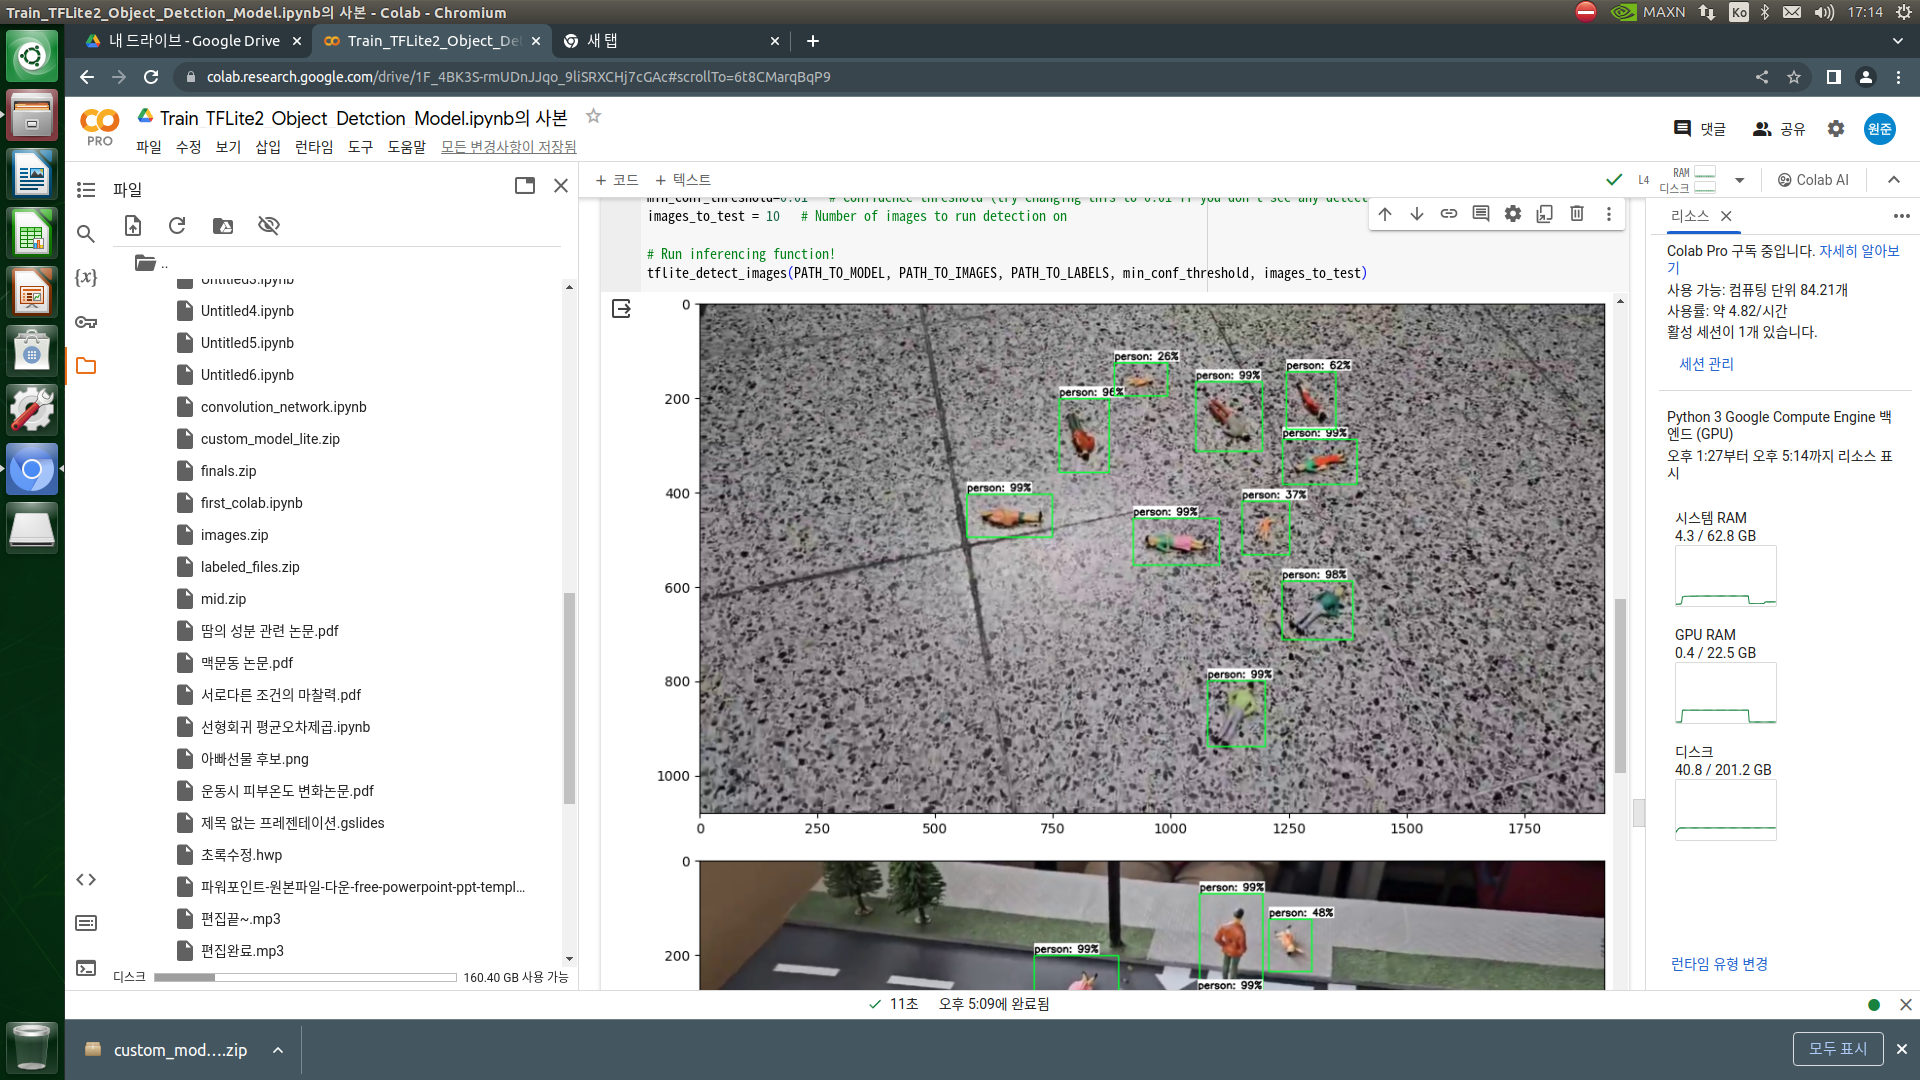 Train_TFLite2_Object_Detction_Model.ipynb의 사본 - Colab - Chromium
MAXN
Ko
17:14
내 드라이브 - Google Drive
Train_TFLite2_Object_De
새 탭
colab.research.google.com/drive/1F_4BK3S-rmUDnJJqo_9liSRXCHj7cGAc#scrollTo=6t8CMarqBqP9
PRO
Train_TFLite2_Object_Detction_Model.ipynb의 사본
파일 수정 보기 삽입 런타임 도구 도움말 모든 변경사항이 저장됨
댓글
공유
원준
파일
+ 코드 + 텍스트
L4
RAM
디스크
Colab AI
..
Untitled3.ipynb
Untitled4.ipynb
Untitled5.ipynb
Untitled6.ipynb
convolution_network.ipynb
custom_model_lite.zip
finals.zip
first_colab.ipynb
images.zip
labeled_files.zip
mid.zip
땀의 성분 관련 논문.pdf
맥문동 논문.pdf
서로다른 조건의 마찰력.pdf
선형회귀 평균오차제곱.ipynb
아빠선물 후보.png
운동시 피부온도 변화논문.pdf
제목 없는 프레젠테이션.gslides
초록수정.hwp
파워포인트-원본파일-다운-free-powerpoint-ppt-templ...
편집끝~.mp3
편집완료.mp3
디스크
160.40 GB 사용 가능
min_conf_threshold=0.01 # Confidence threshold (try changing this to 0.01 if you don't see any detec
images_to_test = 10 # Number of images to run detection on
# Run inferencing function!
tflite_detect_images(PATH_TO_MODEL, PATH_TO_IMAGES, PATH_TO_LABELS, min_conf_threshold, images_to_test)
0
200
400
600
800
1000
person: 26%
person: 62%
person: 99%
person: 96%
person: 99%
person: 99%
person: 37%
person: 99%
person: 98%
person: 99%
0 250 500 750 1000 1250 1500 1750
0
200
person: 99%
person: 48%
person: 99%
person: 99%
리소스
Colab Pro 구독 중입니다. 자세히 알아보
기
사용 가능: 컴퓨팅 단위 84.21개
사용률: 약 4.82/시간
활성 세션이 1개 있습니다.
세션 관리
Python 3 Google Compute Engine 백
엔드 (GPU)
오후 1:27부터 오후 5:14까지 리소스 표
시
시스템 RAM
4.3 / 62.8 GB
GPU RAM
0.4 / 22.5 GB
디스크
40.8 / 201.2 GB
런타임 유형 변경
11초 오후 5:09에 완료됨
custom_mod....zip
모두 표시